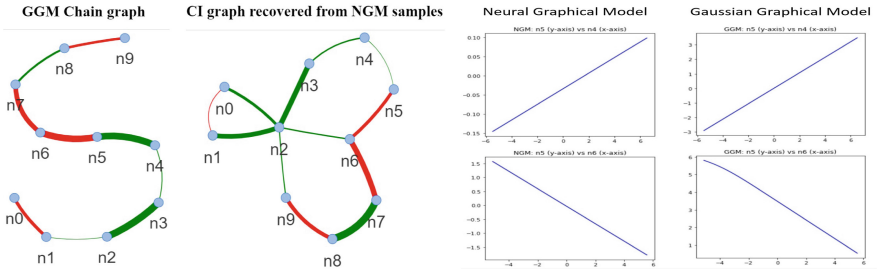 GGM Chain graph
n9
n8
n7
n6
n5
n4
n0
n3
n1
n2
CI graph recovered from NGM samples
n4
n3
n0
n5
n1
n2
n6
n9
n7
n8
Neural Graphical Model
NGM: n5 (y-axis) vs n4 (x-axis)
0.10
0.05
0.00
−0.05
−0.10
−0.15
−4 −2 0 2 4 6
NGM: n5 (y-axis) vs n6 (x-axis)
1.5
1.0
0.5
0.0
−0.5
−1.0
−1.5
−4 −2 0 2 4
Gaussian Graphical Model
GGM: n5 (y-axis) vs n4 (x-axis)
3
2
1
0
−1
−2
−3
−4 −2 0 2 4 6
GGM: n5 (y-axis) vs n6 (x-axis)
6
5
4
3
2
1
−4 −2 0 2 4 6